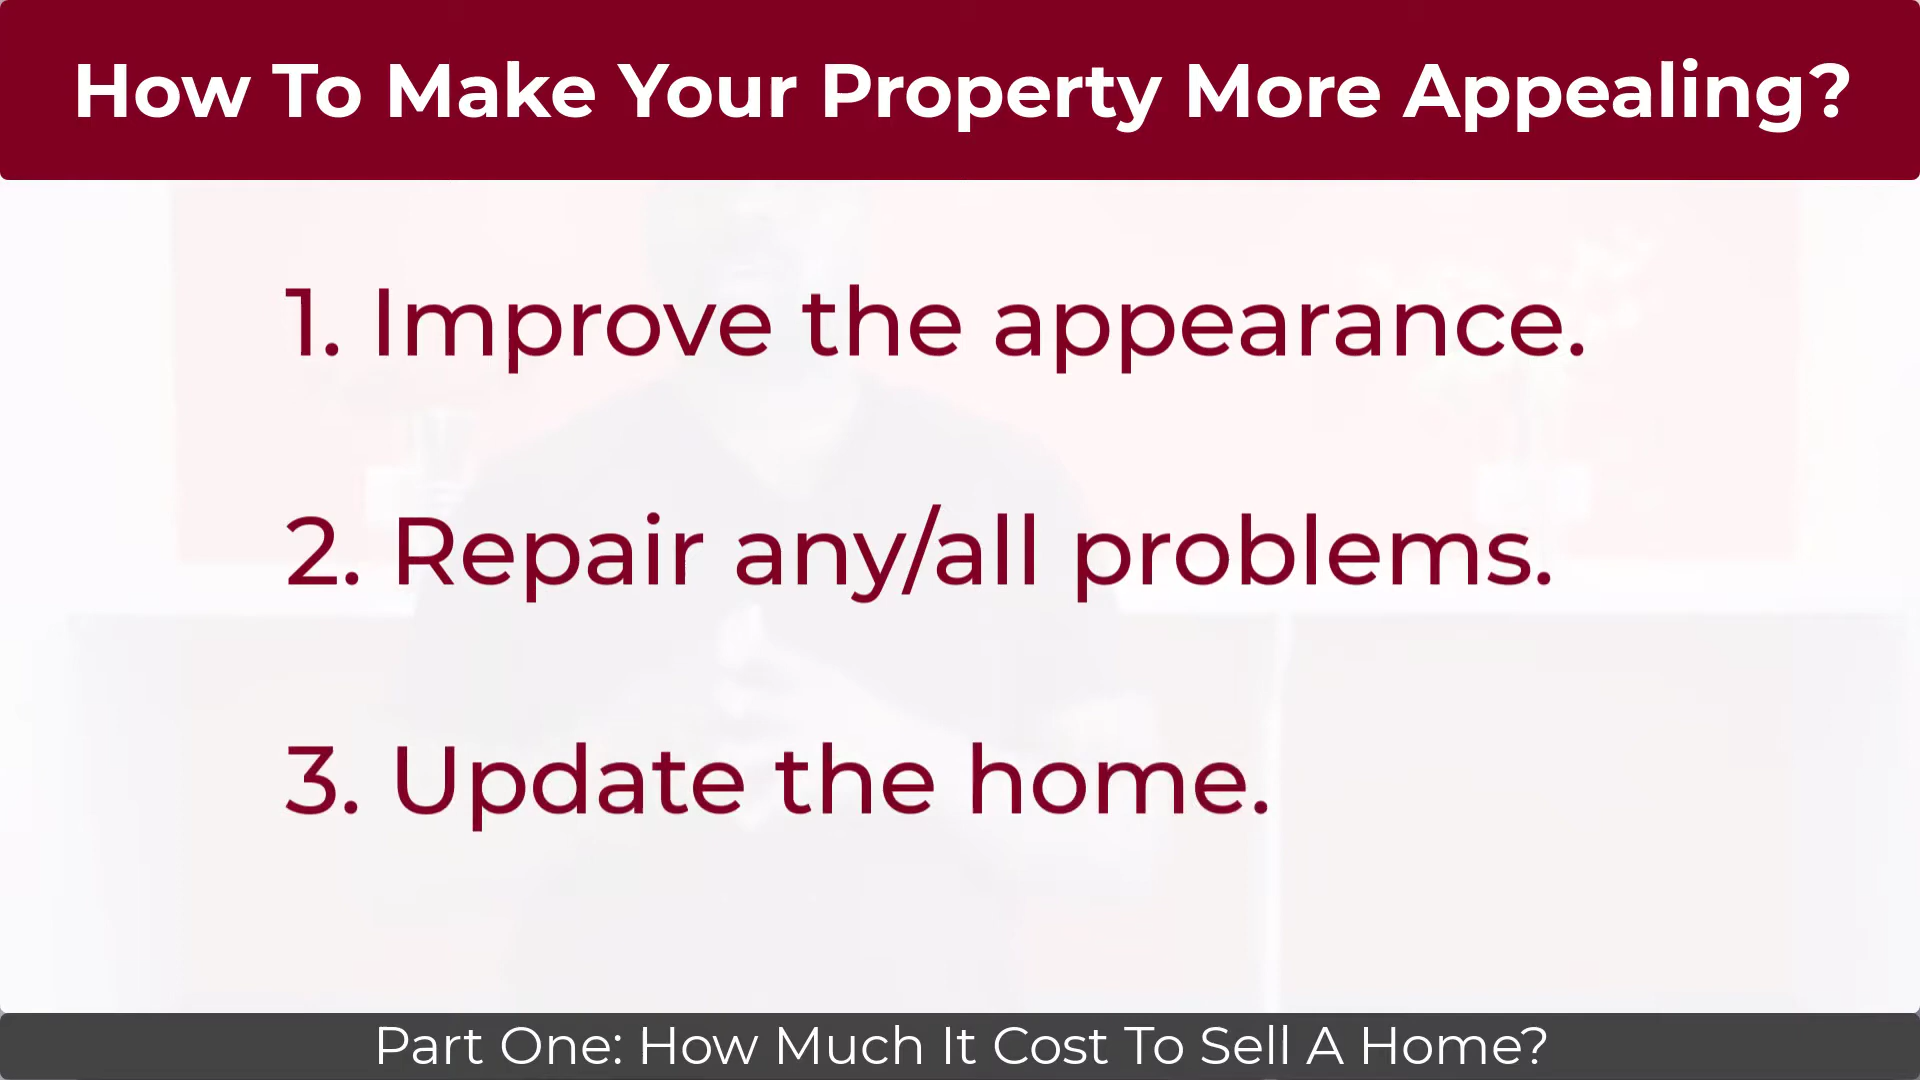 How To Make Your Property More Appealing?
1. Improve the appearance.
2. Repair any/all problems.
3. Update the home.
Part One: How Much It Cost To Sell A Home?